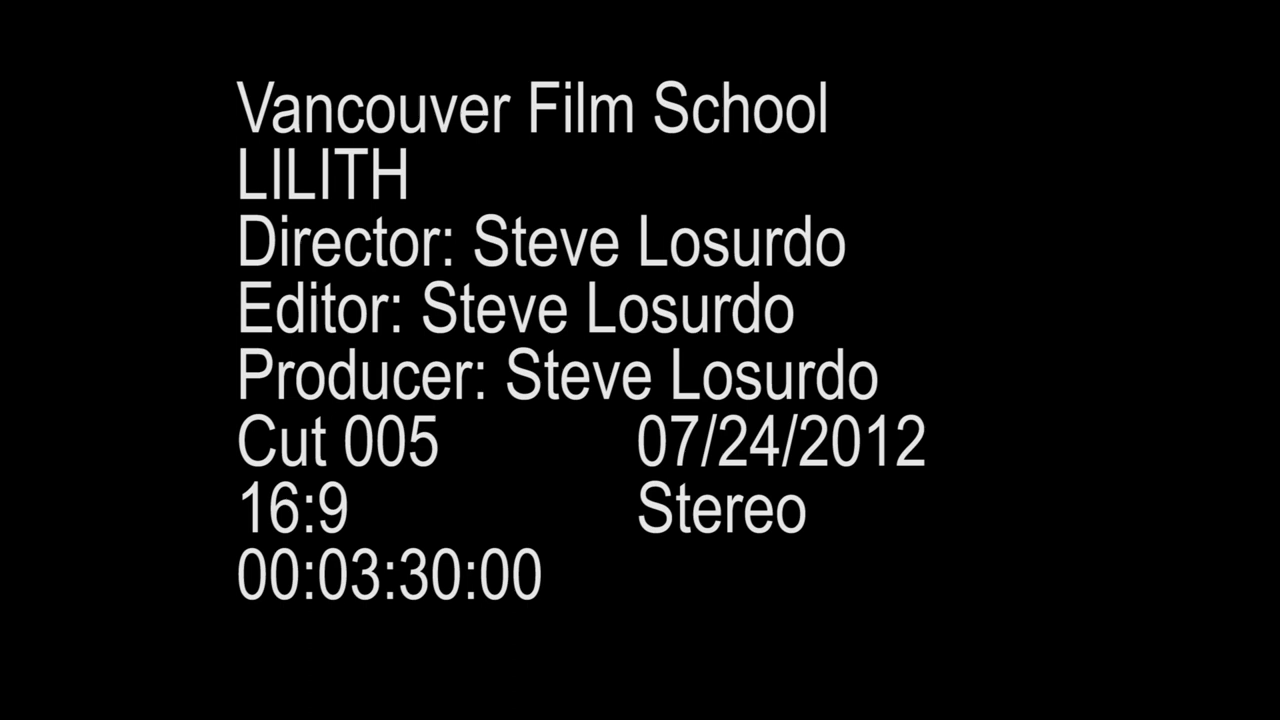 Vancouver Film School
LILITH
Director: Steve Losurdo
Editor: Steve Losurdo
Producer: Steve Losurdo
Cut 005 07/24/2012
16:9 Stereo
00:03:30:00